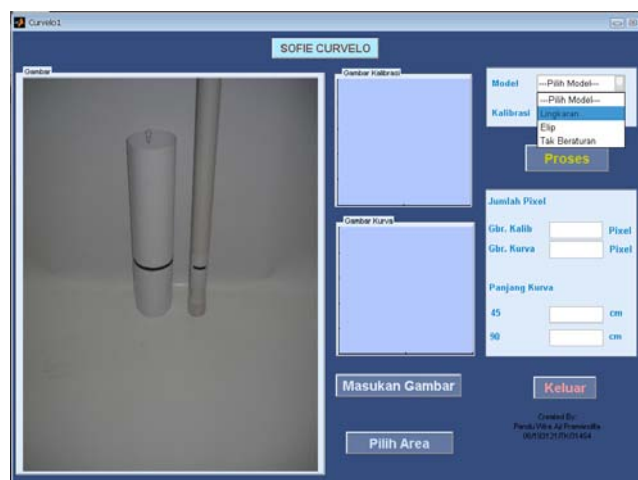 Curvelo1
SOFIE CURVELO
Gambar
Gambar Kalibrasi
Model
---Pilih Model---
---Pilih Model---
Kalibrasi
Lingkaran
Elip
Tak Beraturan
Proses
Jumlah Pixel
Gbr. Kalib
Pixel
Gbr. Kurva
Pixel
Gambar Kurva
Panjang Kurva
45
cm
90
cm
Masukan Gambar
Keluar
Created By:
Pilih Area